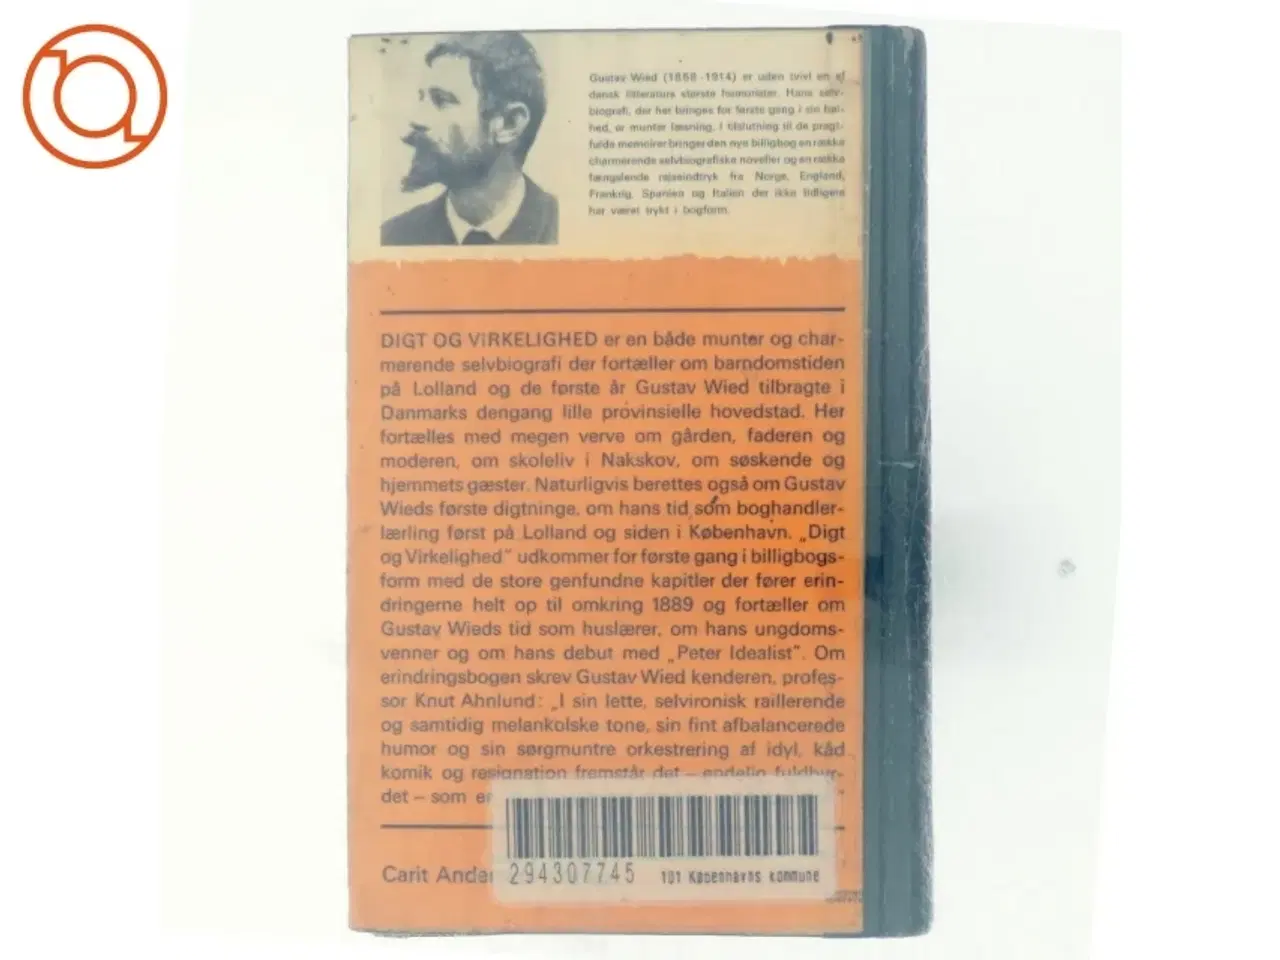 Gustav Wied (1858-1914) er uden tvivl en af
dansk litteraturs største humorister. Hans selv-
biografi, der her bringes for første gang i sin hel-
hed, er munter læsning. I tilslutning til de pragt-
fulde memoirer bringer den nye billigbog en række
charmerende selvbiografiske noveller og en række
fængslende rejseindtryk fra Norge, England,
Frankrig, Spanien og Italien der ikke tidligere
har været trykt i bogform.
DIGT OG VIRKELIGHED er en både munter og char-
merende selvbiografi der fortæller om barndomstiden
på Lolland og de første år Gustav Wied tilbragte i
Danmarks dengang lille provinsielle hovedstad. Her
fortælles med megen verve om gården, faderen og
moderen, om skoleliv i Nakskov, om søskende og
hjemmets gæster. Naturligvis berettes også om Gustav
Wieds første digtninge, om hans tid som boghandler-
lærling først på Lolland og siden i København. „Digt
og Virkelighed" udkommer for første gang i billigbogs-
form med de store genfundne kapitler der fører erin-
dringerne helt op til omkring 1889 og fortæller om
Gustav Wieds tid som huslærer, om hans ungdoms-
venner og om hans debut med „Peter Idealist". Om
erindringsbogen skrev Gustav Wied kenderen, profes-
sor Knut Ahnlund: „I sin lette, selvironisk raillerende
og samtidig melankolske tone, sin fint afbalancerede
humor og sin sørgmuntre orkestrering af idyl, kåd
komik og resignation fremstår det – endelig fuldbyr-
det – som e
Carit Ande
294307745 101 Københavns kommune